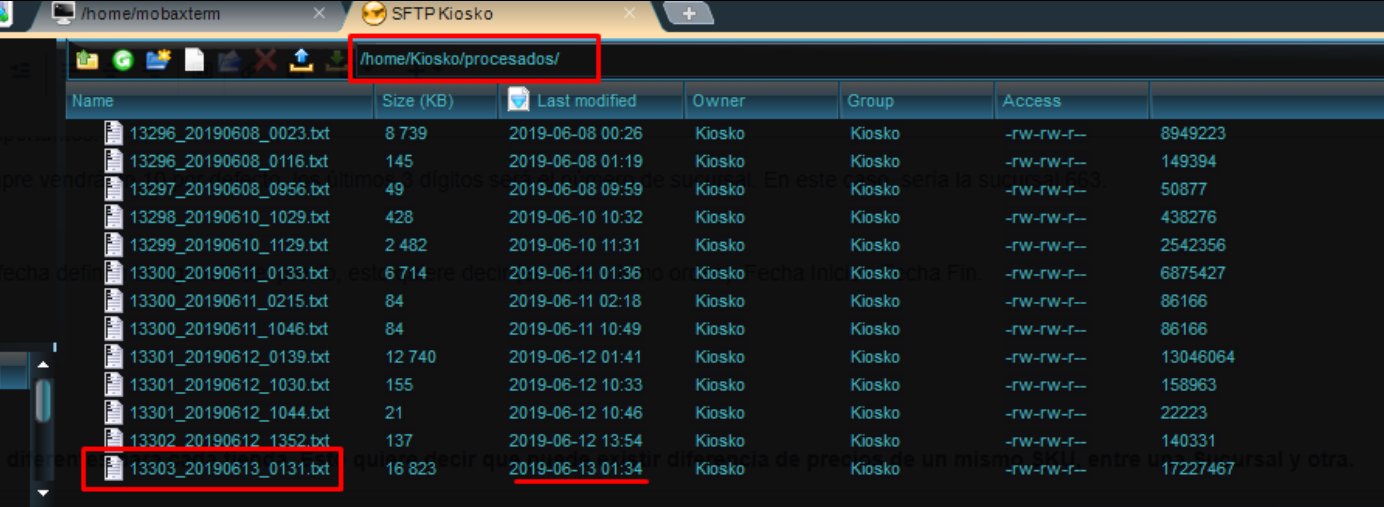 /home/mobaxterm SFTP Kiosko
/home/Kiosko/procesados/
Name Size (KB) Last modified Owner Group Access
13296_20190608_0023.txt 8 739 2019-06-08 00:26 Kiosko Kiosko -rw-rw-r-- 8949223
13296_20190608_0116.txt 145 2019-06-08 01:19 Kiosko Kiosko -rw-rw-r-- 149394
pre vendrá un 10 por defecto, los últimos 3 dígitos será el número de sucursal. En este caso, sería la sucursal 663.
13297_20190608_0956.txt 49 2019-06-08 09:59 Kiosko Kiosko -rw-rw-r-- 50877
13298_20190610_1029.txt 428 2019-06-10 10:32 Kiosko Kiosko -rw-rw-r-- 438276
13299_20190610_1129.txt 2 482 2019-06-10 11:31 Kiosko Kiosko -rw-rw-r-- 2542356
fecha defin esto quiere decir Fecha Inicio Fecha Fin.
13300_20190611_0133.txt 6 714 2019-06-11 01:36 Kiosko Kiosko -rw-rw-r-- 6875427
13300_20190611_0215.txt 84 2019-06-11 02:18 Kiosko Kiosko -rw-rw-r-- 86166
13300_20190611_1046.txt 84 2019-06-11 10:49 Kiosko Kiosko -rw-rw-r-- 86166
13301_20190612_0139.txt 12 740 2019-06-12 01:41 Kiosko Kiosko -rw-rw-r-- 13046064
13301_20190612_1030.txt 155 2019-06-12 10:33 Kiosko Kiosko -rw-rw-r-- 158963
13301_20190612_1044.txt 21 2019-06-12 10:46 Kiosko Kiosko -rw-rw-r-- 22223
13302_20190612_1352.txt 137 2019-06-12 13:54 Kiosko Kiosko -rw-rw-r-- 140331
diferentes para cada tienda. Esto quiere decir que puede existir diferencia de precios de un mismo SKU, entre una Sucursal y otra.
13303_20190613_0131.txt 16 823 2019-06-13 01:34 Kiosko Kiosko -rw-rw-r-- 17227467